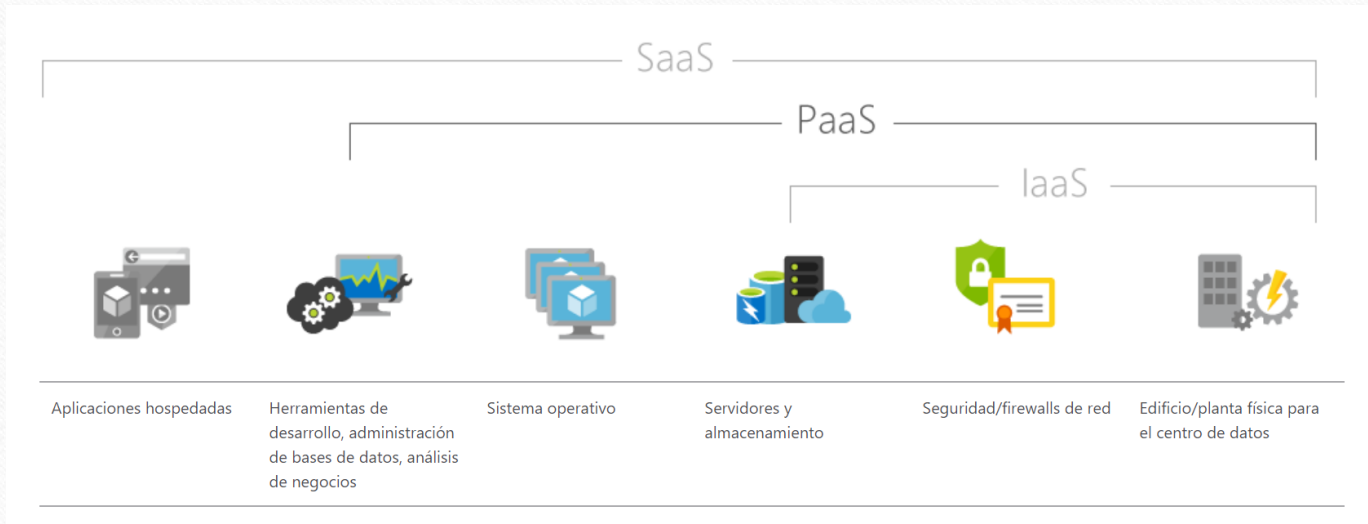 SaaS
PaaS
IaaS
Aplicaciones hospedadas
Herramientas de
desarrollo, administración
de bases de datos, análisis
de negocios
Sistema operativo
Servidores y
almacenamiento
Seguridad/firewalls de red
Edificio/planta física para
el centro de datos